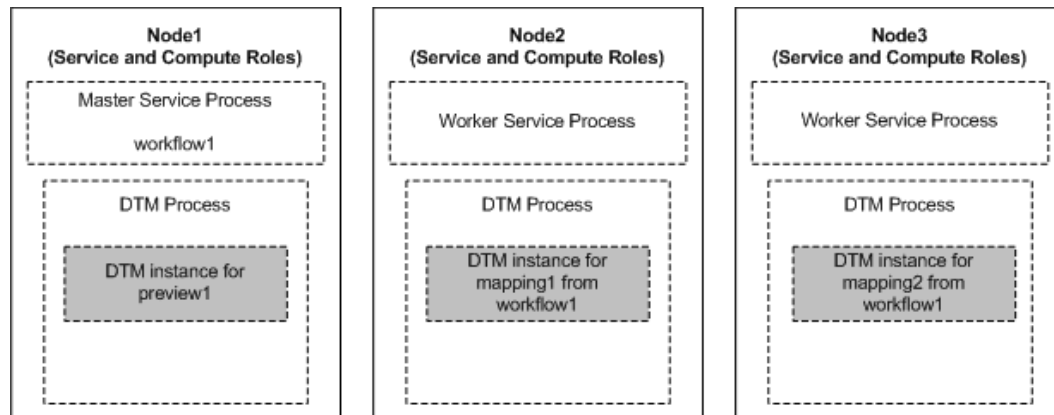 Node1
(Service and Compute Roles)
Master Service Process
workflow1
DTM Process
DTM instance for
preview1
Node2
(Service and Compute Roles)
Worker Service Process
DTM Process
DTM instance for
mapping1 from
workflow1
Node3
(Service and Compute Roles)
Worker Service Process
DTM Process
DTM instance for
mapping2 from
workflow1